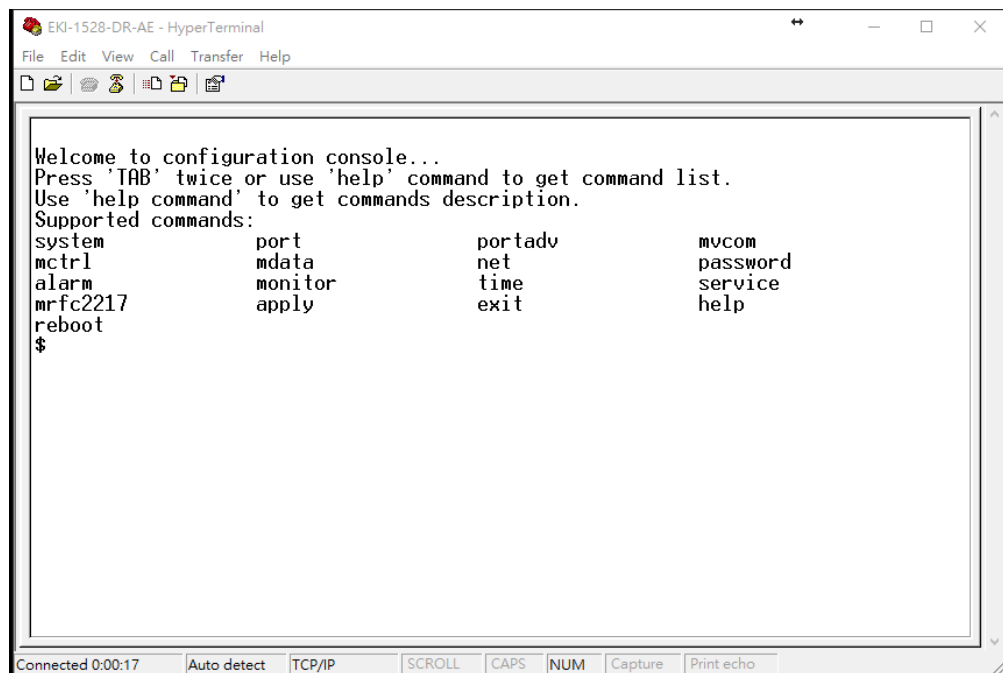 EKI-1528-DR-AE - HyperTerminal
File Edit View Call Transfer Help
Welcome to configuration console...
Press 'TAB' twice or use 'help' command to get command list.
Use 'help command' to get commands description.
Supported commands:
system port portadv mvcom
mctrl mdata net password
alarm monitor time service
mrfc2217 apply exit help
reboot
$
Connected 0:00:17 Auto detect TCP/IP SCROLL CAPS NUM Capture Print echo